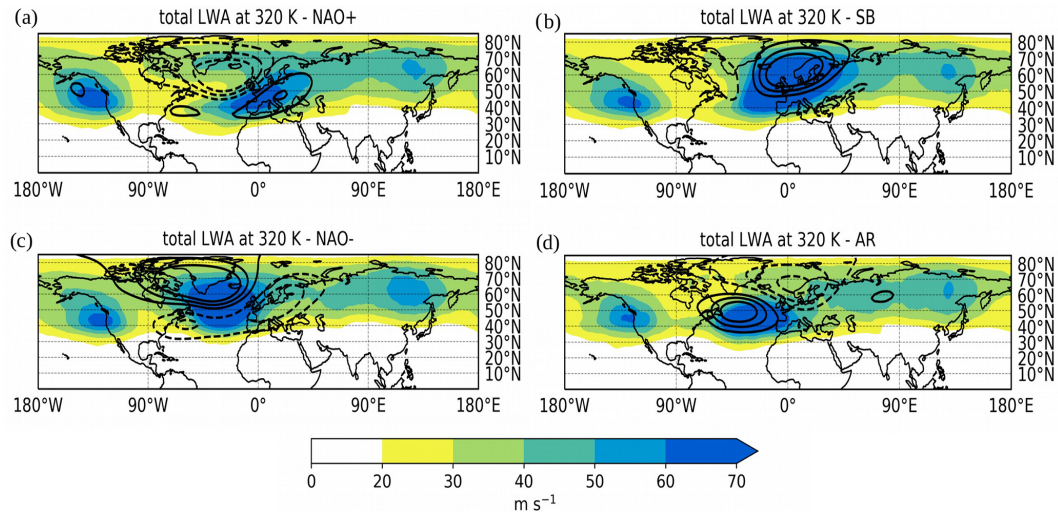 (a) total LWA at 320 K - NAO+
80°N
70°N
60°N
50°N
40°N
30°N
20°N
10°N
180°W 90°W 0° 90°E 180°E
(b) total LWA at 320 K - SB
80°N
70°N
60°N
50°N
40°N
30°N
20°N
10°N
180°W 90°W 0° 90°E 180°E
(c) total LWA at 320 K - NAO-
80°N
70°N
60°N
50°N
40°N
30°N
20°N
10°N
180°W 90°W 0° 90°E 180°E
(d) total LWA at 320 K - AR
80°N
70°N
60°N
50°N
40°N
30°N
20°N
10°N
180°W 90°W 0° 90°E 180°E
0 20 30 40 50 60 70
m s⁻¹